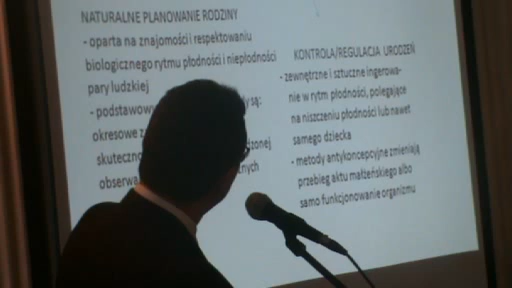 NATURALNE PLANOWANIE RODZINY
- oparta na znajomości i respektowaniu
biologicznego rytmu płodności i niepłodności
pary ludzkiej
- podstawowy są:
okresowe
skuteczno
obserwa
KONTROLA/REGULACJA URODZEŃ
- zewnętrzne i sztuczne ingerowa-
nie w rytm płodności, polegające
na niszczeniu płodności lub nawet
samego dziecka
- metody antykoncepcyjne zmieniają
przebieg aktu małżeńskiego albo
samo funkcjonowanie organizmu